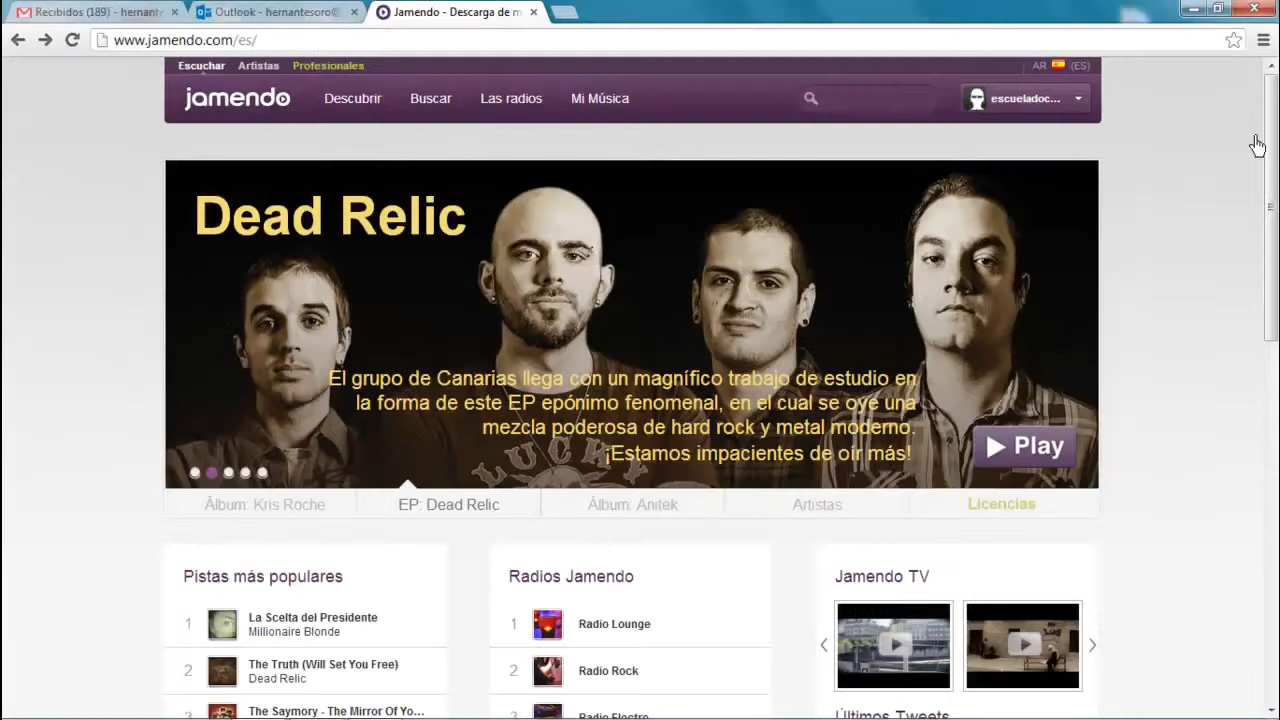 Recibidos (189) - hernant
Outlook - hernantesoro@
Jamendo - Descarga de m
www.jamendo.com/es/
Escuchar Artistas Profesionales
AR (ES)
jamendo Descubrir Buscar Las radios Mi Música
escueladoc...
Dead Relic
El grupo de Canarias llega con un magnífico trabajo de estudio en
la forma de este EP epónimo fenomenal, en el cual se oye una
mezcla poderosa de hard rock y metal moderno.
¡Estamos impacientes de oír más!
LUCKY
Play
Álbum: Kris Roche
EP: Dead Relic
Álbum: Anitek
Artistas
Licencias
Pistas más populares
1 La Scelta del Presidente
Millionaire Blonde
2 The Truth (Will Set You Free)
Dead Relic
3 The Saymory - The Mirror Of Yo...
Radios Jamendo
1 Radio Lounge
2 Radio Rock
3 Radio Electro
Jamendo TV
Últimos Tweets